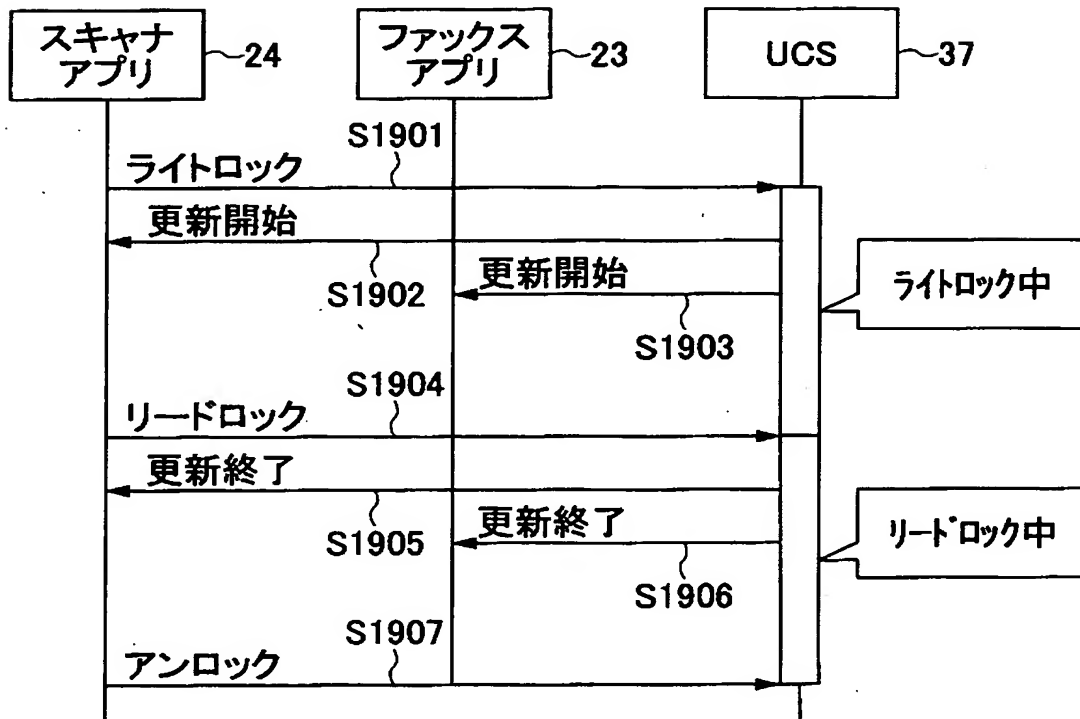 スキャナ
アプリ
24
ファックス
アプリ
23
UCS
37
S1901
ライトロック
更新開始
S1902
更新開始
S1903
ライトロック中
S1904
リードロック
更新終了
S1905
更新終了
S1906
リードロック中
S1907
アンロック